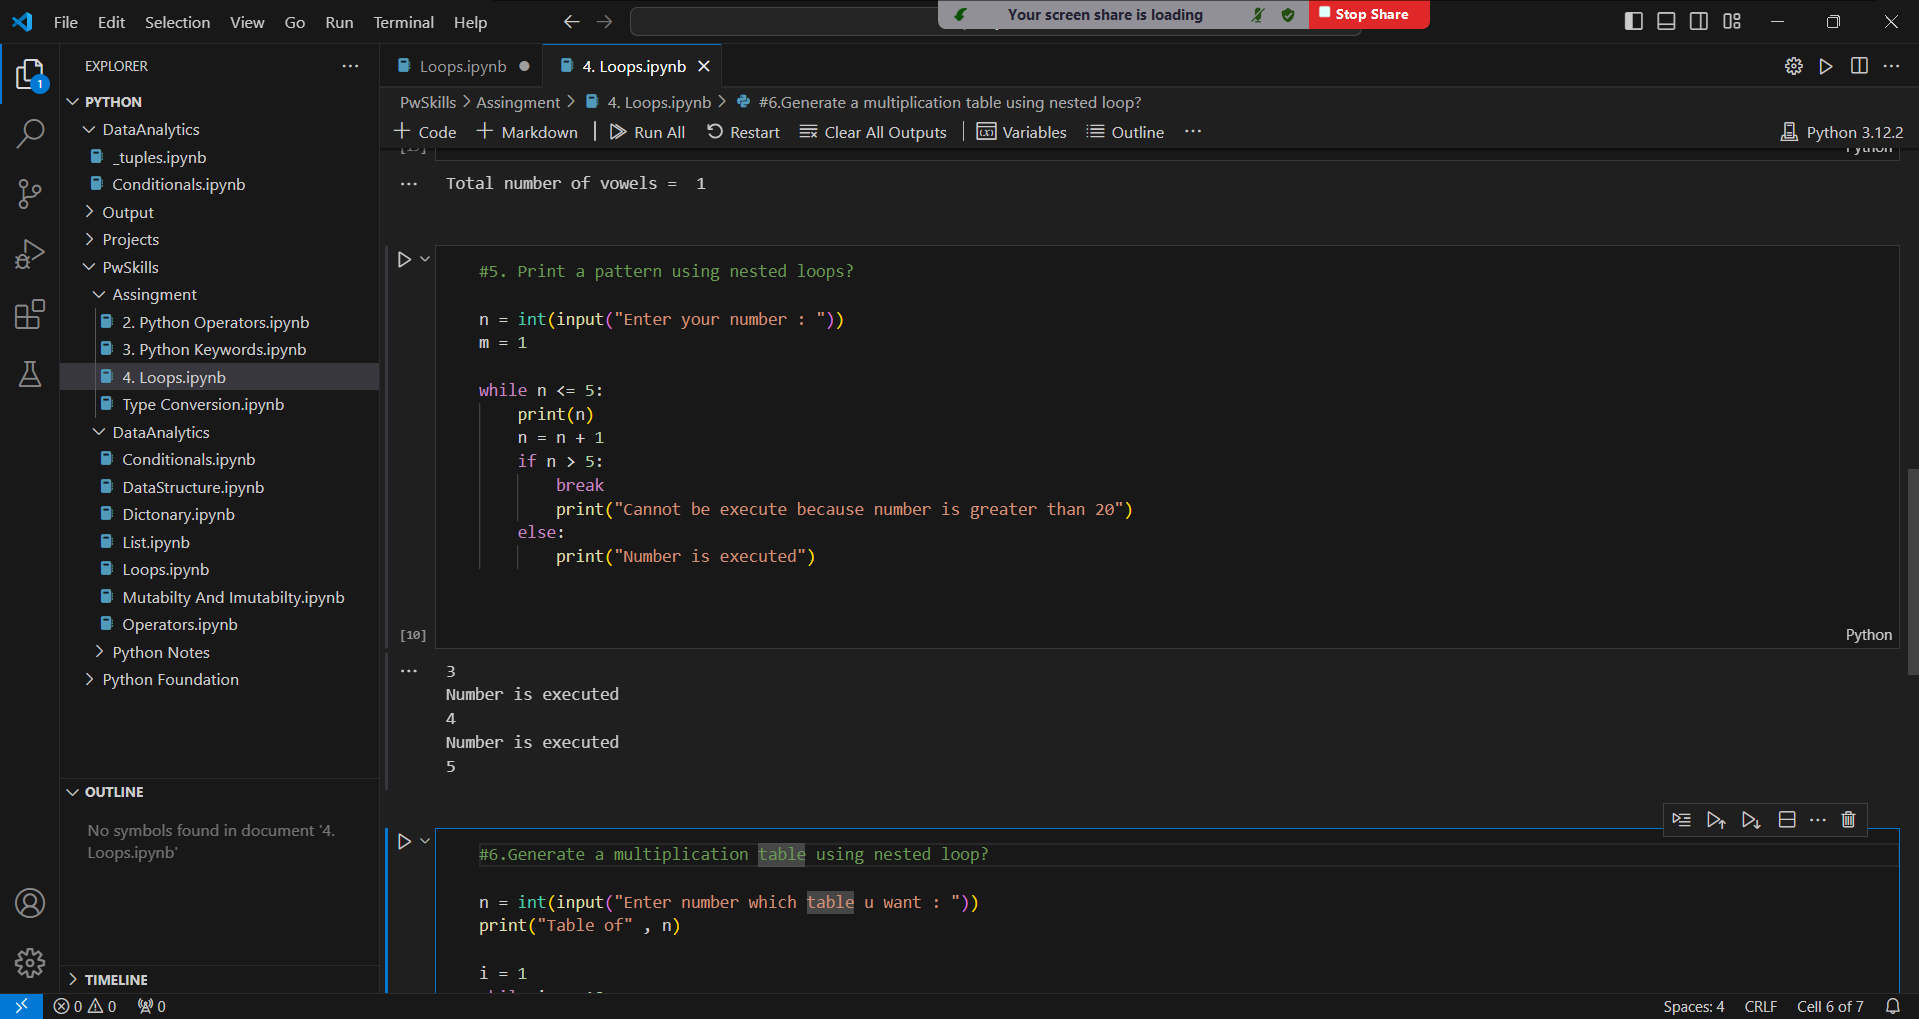 File Edit Selection View Go Run Terminal Help
Your screen share is loading
Stop Share
EXPLORER
PYTHON
DataAnalytics
_tuples.ipynb
Conditionals.ipynb
Output
Projects
PwSkills
Assingment
2. Python Operators.ipynb
3. Python Keywords.ipynb
4. Loops.ipynb
Type Conversion.ipynb
DataAnalytics
Conditionals.ipynb
DataStructure.ipynb
Dictonary.ipynb
List.ipynb
Loops.ipynb
Mutabilty And Imutabilty.ipynb
Operators.ipynb
Python Notes
Python Foundation
OUTLINE
No symbols found in document '4.
Loops.ipynb'
TIMELINE
Loops.ipynb
4. Loops.ipynb
PwSkills > Assingment > 4. Loops.ipynb > #6.Generate a multiplication table using nested loop?
Code Markdown Run All Restart Clear All Outputs Variables Outline
Python 3.12.2
Python
Total number of vowels =  1
#5. Print a pattern using nested loops?
n = int(input("Enter your number : "))
m = 1
while n <= 5:
print(n)
n = n + 1
if n > 5:
break
print("Cannot be execute because number is greater than 20")
else:
print("Number is executed")
[10]
Python
3
Number is executed
4
Number is executed
5
#6.Generate a multiplication table using nested loop?
n = int(input("Enter number which table u want : "))
print("Table of" , n)
i = 1
1
0 0 0
Spaces: 4 CRLF Cell 6 of 7